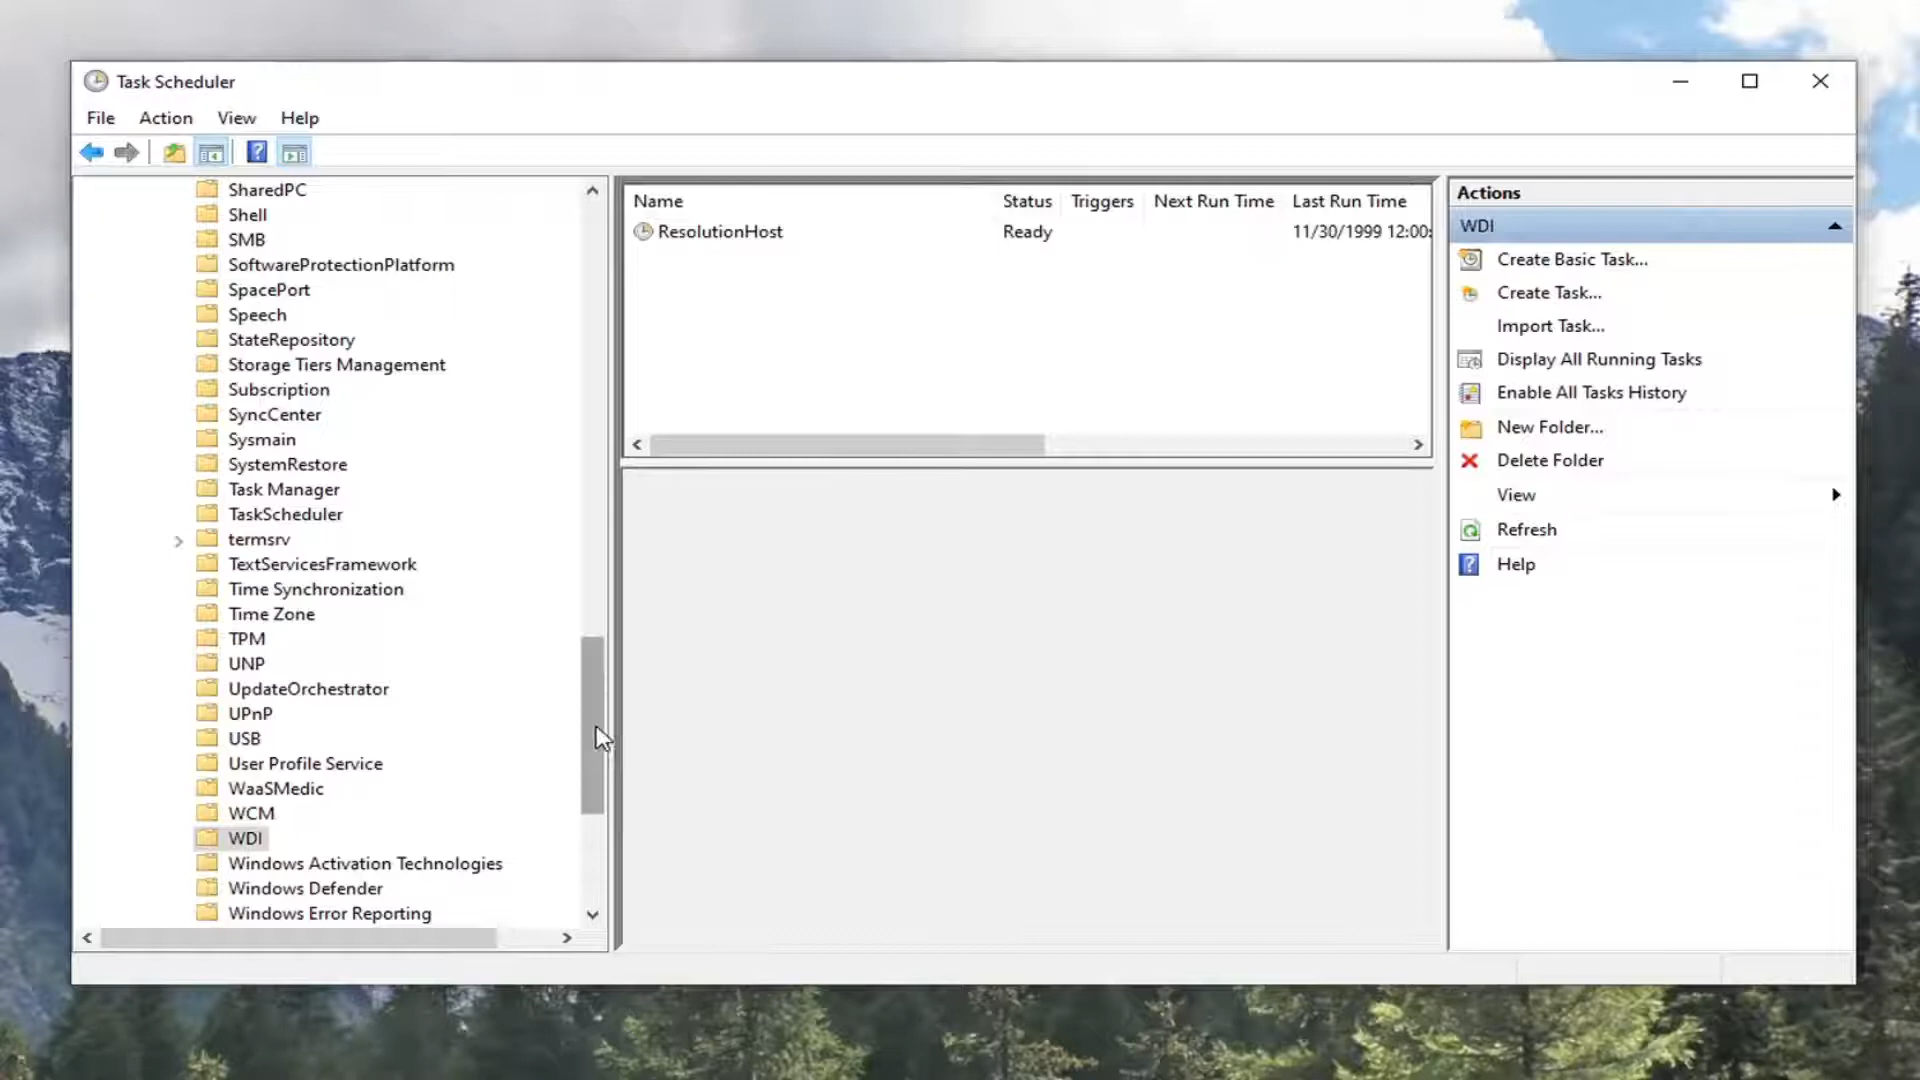 Task Scheduler
File Action View Help
SharedPC
Shell
SMB
SoftwareProtectionPlatform
SpacePort
Speech
StateRepository
Storage Tiers Management
Subscription
SyncCenter
Sysmain
SystemRestore
Task Manager
TaskScheduler
termsrv
TextServicesFramework
Time Synchronization
Time Zone
TPM
UNP
UpdateOrchestrator
UPnP
USB
User Profile Service
WaaSMedic
WCM
WDI
Windows Activation Technologies
Windows Defender
Windows Error Reporting
Name Status Triggers Next Run Time Last Run Time
ResolutionHost Ready 11/30/1999 12:00:
Actions
WDI
Create Basic Task...
Create Task...
Import Task...
Display All Running Tasks
Enable All Tasks History
New Folder...
Delete Folder
View
Refresh
Help